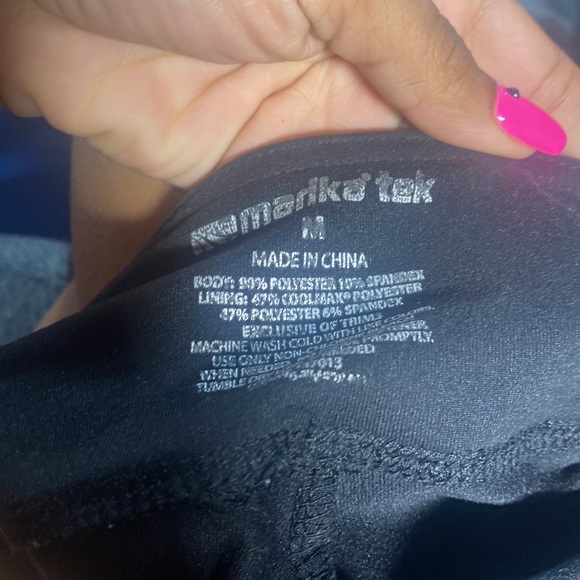 marika® tek
M
MADE IN CHINA
BODY: 90% POLYESTER 10% SPANDEX
LINING: 47% COOLMAX® POLYESTER
47% POLYESTER 6% SPANDEX
EXCLUSIVE OF TRIMS
MACHINE WASH COLD WITH PROMPTLY.
USE ONLY NON-
WHEN NEEDED
TUMBLE